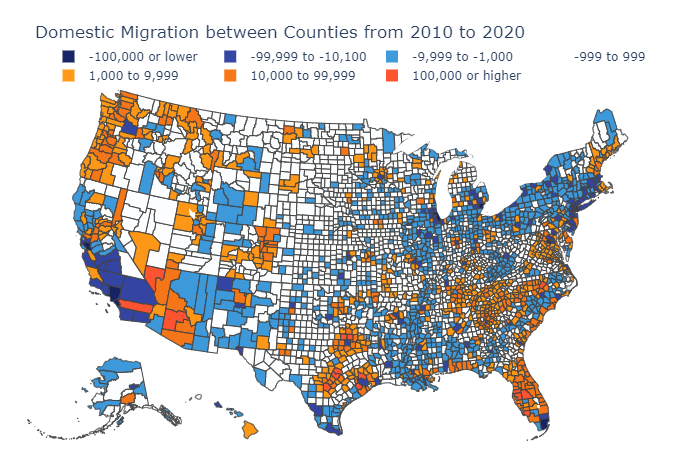 Domestic Migration between Counties from 2010 to 2020
-100,000 or lower -99,999 to -10,100 -9,999 to -1,000 -999 to 999
1,000 to 9,999 10,000 to 99,999 100,000 or higher